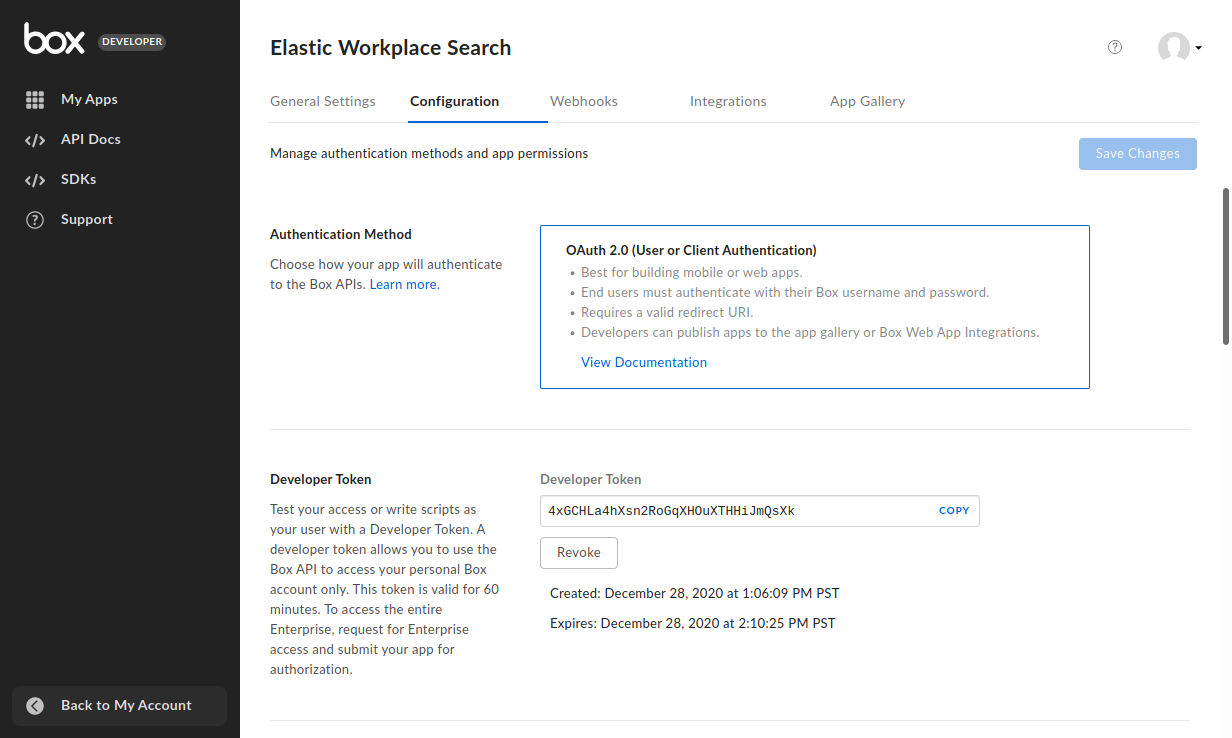 box DEVELOPER
My Apps
API Docs
SDKs
Support
Back to My Account
Elastic Workplace Search
General Settings Configuration Webhooks Integrations App Gallery
Manage authentication methods and app permissions
Save Changes
Authentication Method
Choose how your app will authenticate
to the Box APIs. Learn more.
OAuth 2.0 (User or Client Authentication)
• Best for building mobile or web apps.
• End users must authenticate with their Box username and password.
• Requires a valid redirect URI.
• Developers can publish apps to the app gallery or Box Web App Integrations.
View Documentation
Developer Token
Test your access or write scripts as
your user with a Developer Token. A
developer token allows you to use the
Box API to access your personal Box
account only. This token is valid for 60
minutes. To access the entire
Enterprise, request for Enterprise
access and submit your app for
authorization.
Developer Token
4xGCHLa4hXsn2RoGqXHOuXTHHiJmQsXk COPY
Revoke
Created: December 28, 2020 at 1:06:09 PM PST
Expires: December 28, 2020 at 2:10:25 PM PST